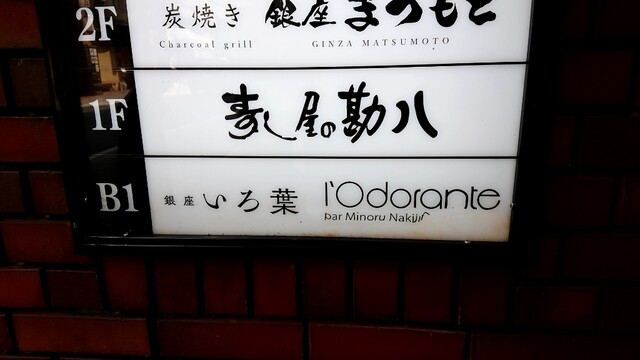 2F 炭焼き 銀座まつもと
Charcoal grill GINZA MATSUMOTO
1F 寿し屋の勘八
B1 銀座 いろ葉 l'Odorante
par Minoru Nakijin